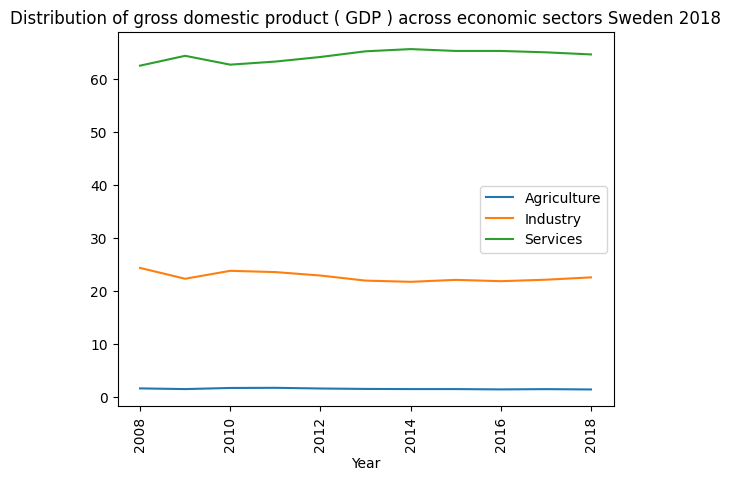 Distribution of gross domestic product ( GDP ) across economic sectors Sweden 2018
60
50
40
30
20
10
0
Agriculture
Industry
Services
2008
2010
2012
2014
2016
2018
Year